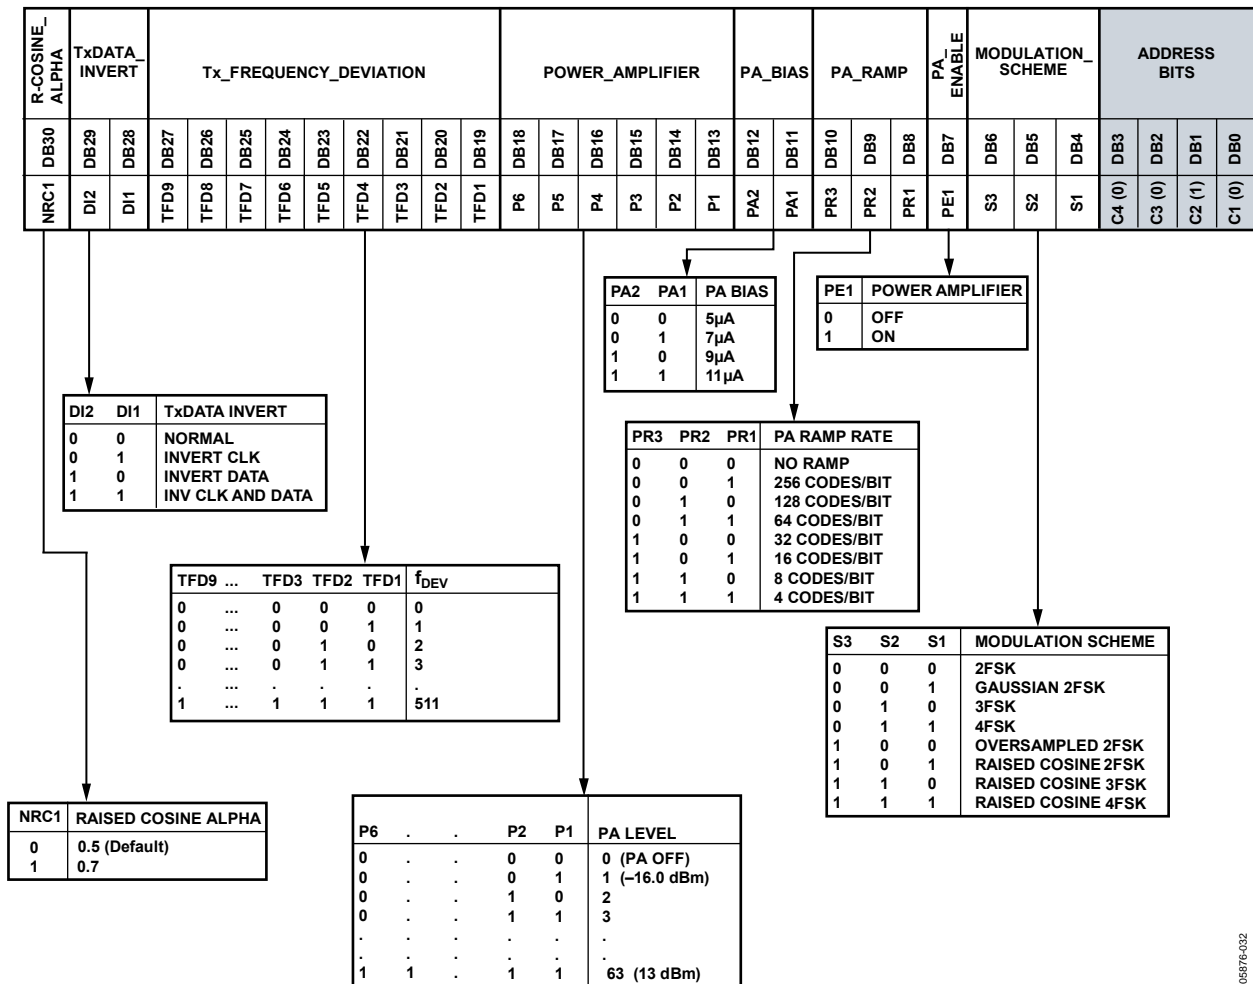 R-COSINE_ ALPHA
TxDATA_ INVERT
Tx_FREQUENCY_DEVIATION
POWER_AMPLIFIER
PA_BIAS
PA_RAMP
PA_ ENABLE
MODULATION_ SCHEME
ADDRESS BITS
DB30 DB29 DB28 DB27 DB26 DB25 DB24 DB23 DB22 DB21 DB20 DB19 DB18 DB17 DB16 DB15 DB14 DB13 DB12 DB11 DB10 DB9 DB8 DB7 DB6 DB5 DB4 DB3 DB2 DB1 DB0
NRC1 DI2 DI1 TFD9 TFD8 TFD7 TFD6 TFD5 TFD4 TFD3 TFD2 TFD1 P6 P5 P4 P3 P2 P1 PA2 PA1 PR3 PR2 PR1 PE1 S3 S2 S1 C4 (0) C3 (0) C2 (1) C1 (0)
PA2 PA1 PA BIAS
0 0 5µA
0 1 7µA
1 0 9µA
1 1 11µA
PE1 POWER AMPLIFIER
0 OFF
1 ON
DI2 DI1 TxDATA INVERT
0 0 NORMAL
0 1 INVERT CLK
1 0 INVERT DATA
1 1 INV CLK AND DATA
PR3 PR2 PR1 PA RAMP RATE
0 0 0 NO RAMP
0 0 1 256 CODES/BIT
0 1 0 128 CODES/BIT
0 1 1 64 CODES/BIT
1 0 0 32 CODES/BIT
1 0 1 16 CODES/BIT
1 1 0 8 CODES/BIT
1 1 1 4 CODES/BIT
TFD9 ... TFD3 TFD2 TFD1 fDEV
0 ... 0 0 0 0
0 ... 0 0 1 1
0 ... 0 1 0 2
0 ... 0 1 1 3
. ... . . . .
1 ... 1 1 1 511
S3 S2 S1 MODULATION SCHEME
0 0 0 2FSK
0 0 1 GAUSSIAN 2FSK
0 1 0 3FSK
0 1 1 4FSK
1 0 0 OVERSAMPLED 2FSK
1 0 1 RAISED COSINE 2FSK
1 1 0 RAISED COSINE 3FSK
1 1 1 RAISED COSINE 4FSK
NRC1 RAISED COSINE ALPHA
0 0.5 (Default)
1 0.7
P6 . . P2 P1 PA LEVEL
0 . . 0 0 0 (PA OFF)
0 . . 0 1 1 (–16.0 dBm)
0 . . 1 0 2
0 . . 1 1 3
. . . . . .
. . . . . .
1 1 . 1 1 63 (13 dBm)
05876-032